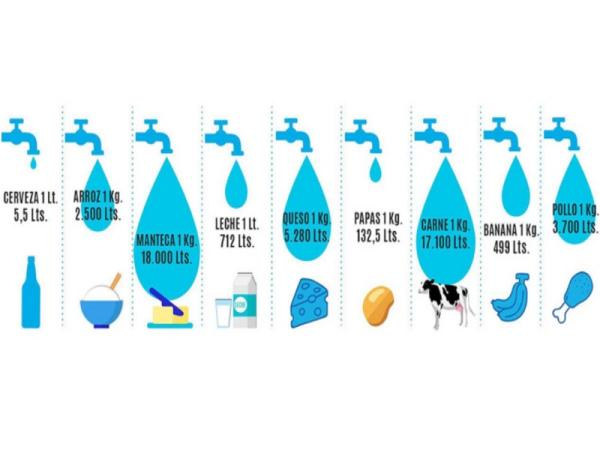 CERVEZA 1 Lt.
5,5 Lts.
ARROZ 1 Kg.
2.500 Lts.
MANTECA 1 Kg.
18.000 Lts.
LECHE 1 Lt.
712 Lts.
QUESO 1 Kg.
5.280 Lts.
PAPAS 1 Kg.
132,5 Lts.
CARNE 1 Kg.
17.100 Lts.
BANANA 1 Kg.
499 Lts.
POLLO 1 Kg.
3.700 Lts.